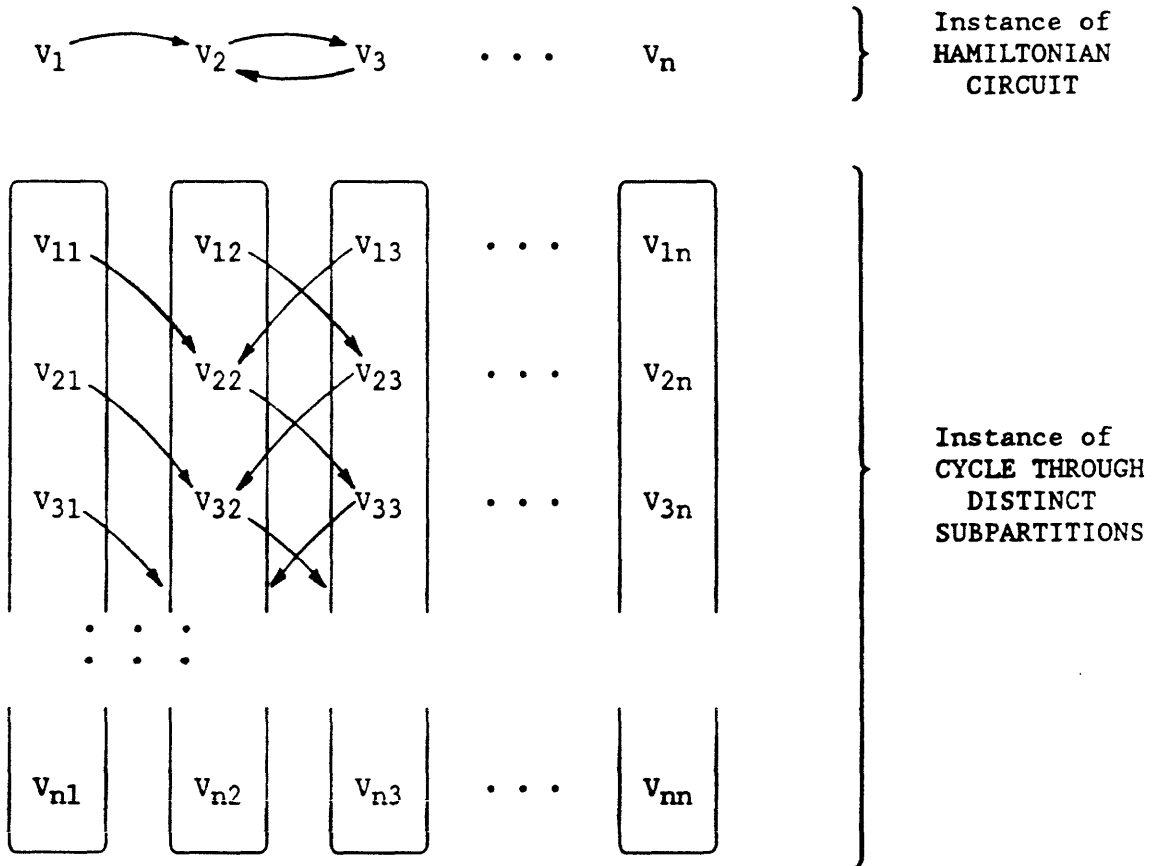 V₁ V₂ V₃ . . . Vₙ
Instance of
HAMILTONIAN
CIRCUIT
V₁₁ V₁₂ V₁₃ . . . V₁ₙ
V₂₁ V₂₂ V₂₃ . . . V₂ₙ
V₃₁ V₃₂ V₃₃ . . . V₃ₙ
Instance of
CYCLE THROUGH
DISTINCT
SUBPARTITIONS
. . .
. . .
Vₙ₁ Vₙ₂ Vₙ₃ . . . Vₙₙ